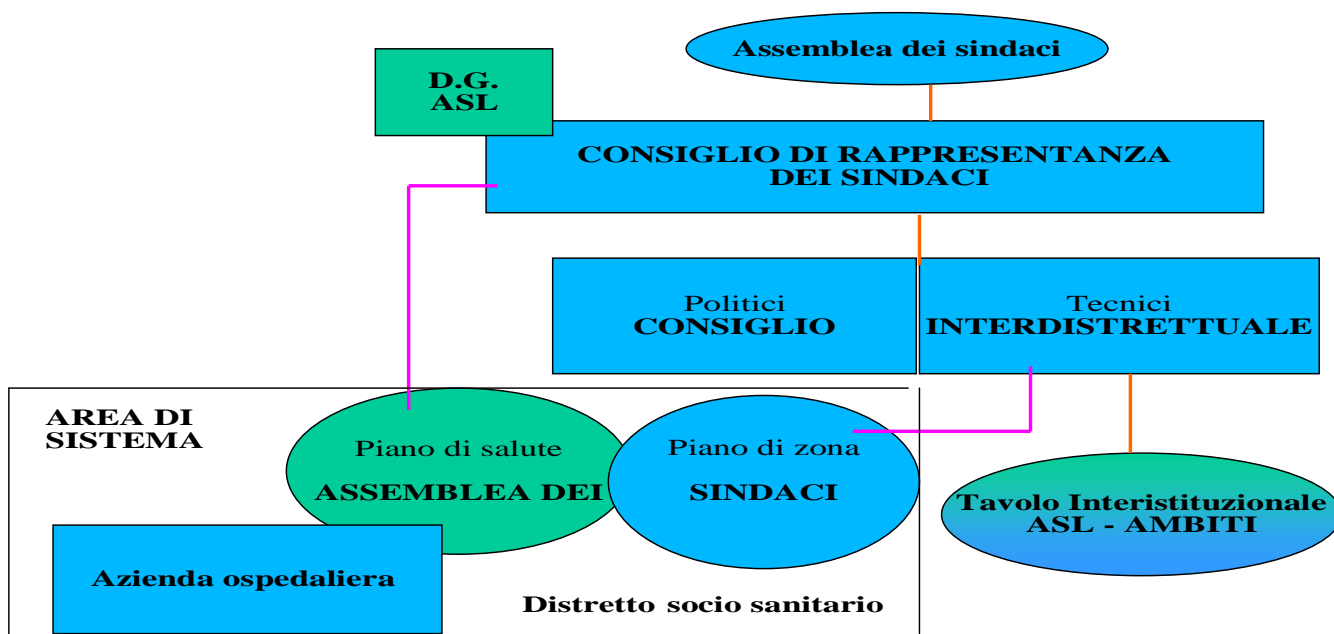 Assemblea dei sindaci
D.G.
ASL
CONSIGLIO DI RAPPRESENTANZA
DEI SINDACI
Politici
CONSIGLIO
Tecnici
INTERDISTRETTUALE
AREA DI
SISTEMA
Piano di salute
ASSEMBLEA DEI
Piano di zona
SINDACI
Tavolo Interistituzionale
ASL - AMBITI
Azienda ospedaliera
Distretto socio sanitario